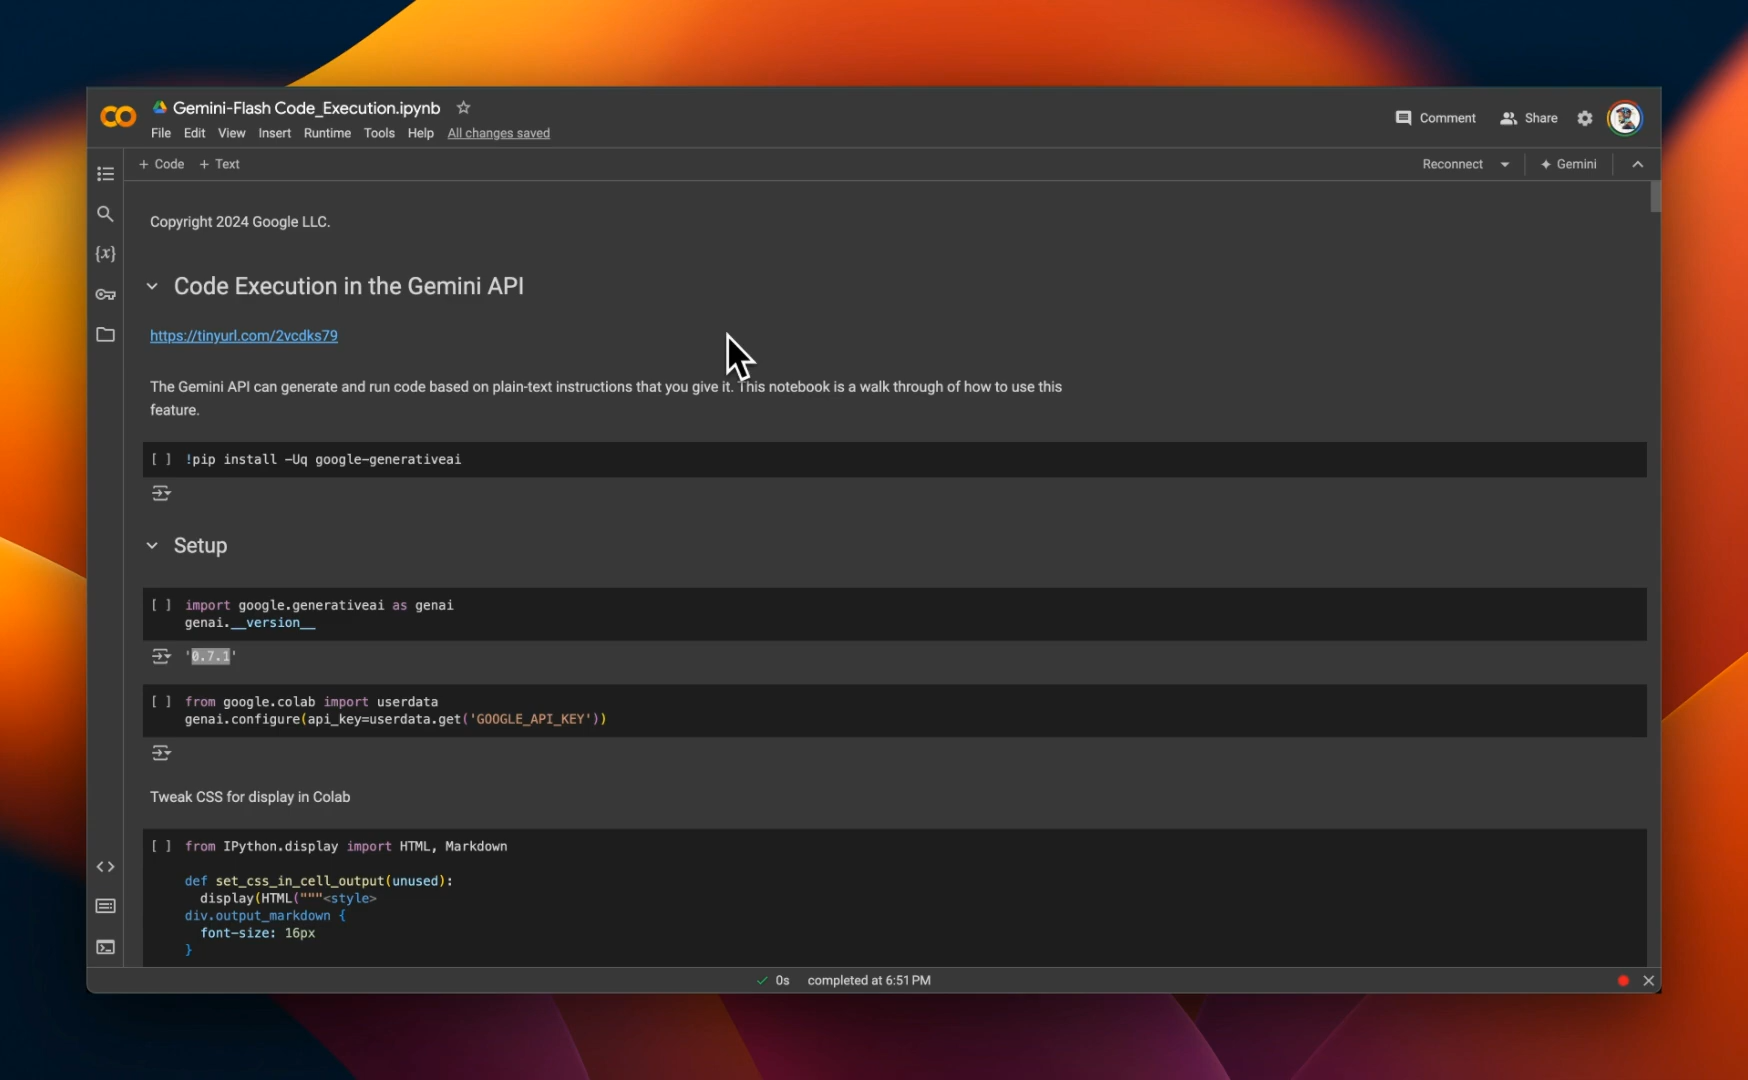 Gemini-Flash Code_Execution.ipynb
File Edit View Insert Runtime Tools Help All changes saved
Comment Share
+ Code + Text
Reconnect Gemini
Copyright 2024 Google LLC.
Code Execution in the Gemini API
https://tinyurl.com/2vcdks79
The Gemini API can generate and run code based on plain-text instructions that you give it. This notebook is a walk through of how to use this
feature.
[ ] !pip install -Uq google-generativeai
Setup
[ ] import google.generativeai as genai
genai.__version__
'0.7.1'
[ ] from google.colab import userdata
genai.configure(api_key=userdata.get('GOOGLE_API_KEY'))
Tweak CSS for display in Colab
[ ] from IPython.display import HTML, Markdown
def set_css_in_cell_output(unused):
display(HTML("""<style>
div.output_markdown {
font-size: 16px
}
0s completed at 6:51 PM